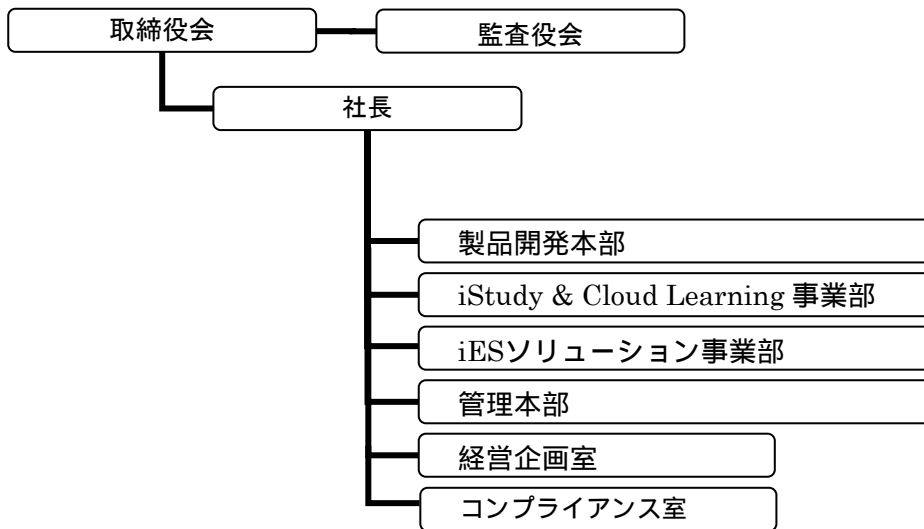 取締役会
監査役会
社長
製品開発本部
iStudy & Cloud Learning 事業部
iESソリューション事業部
管理本部
経営企画室
コンプライアンス室